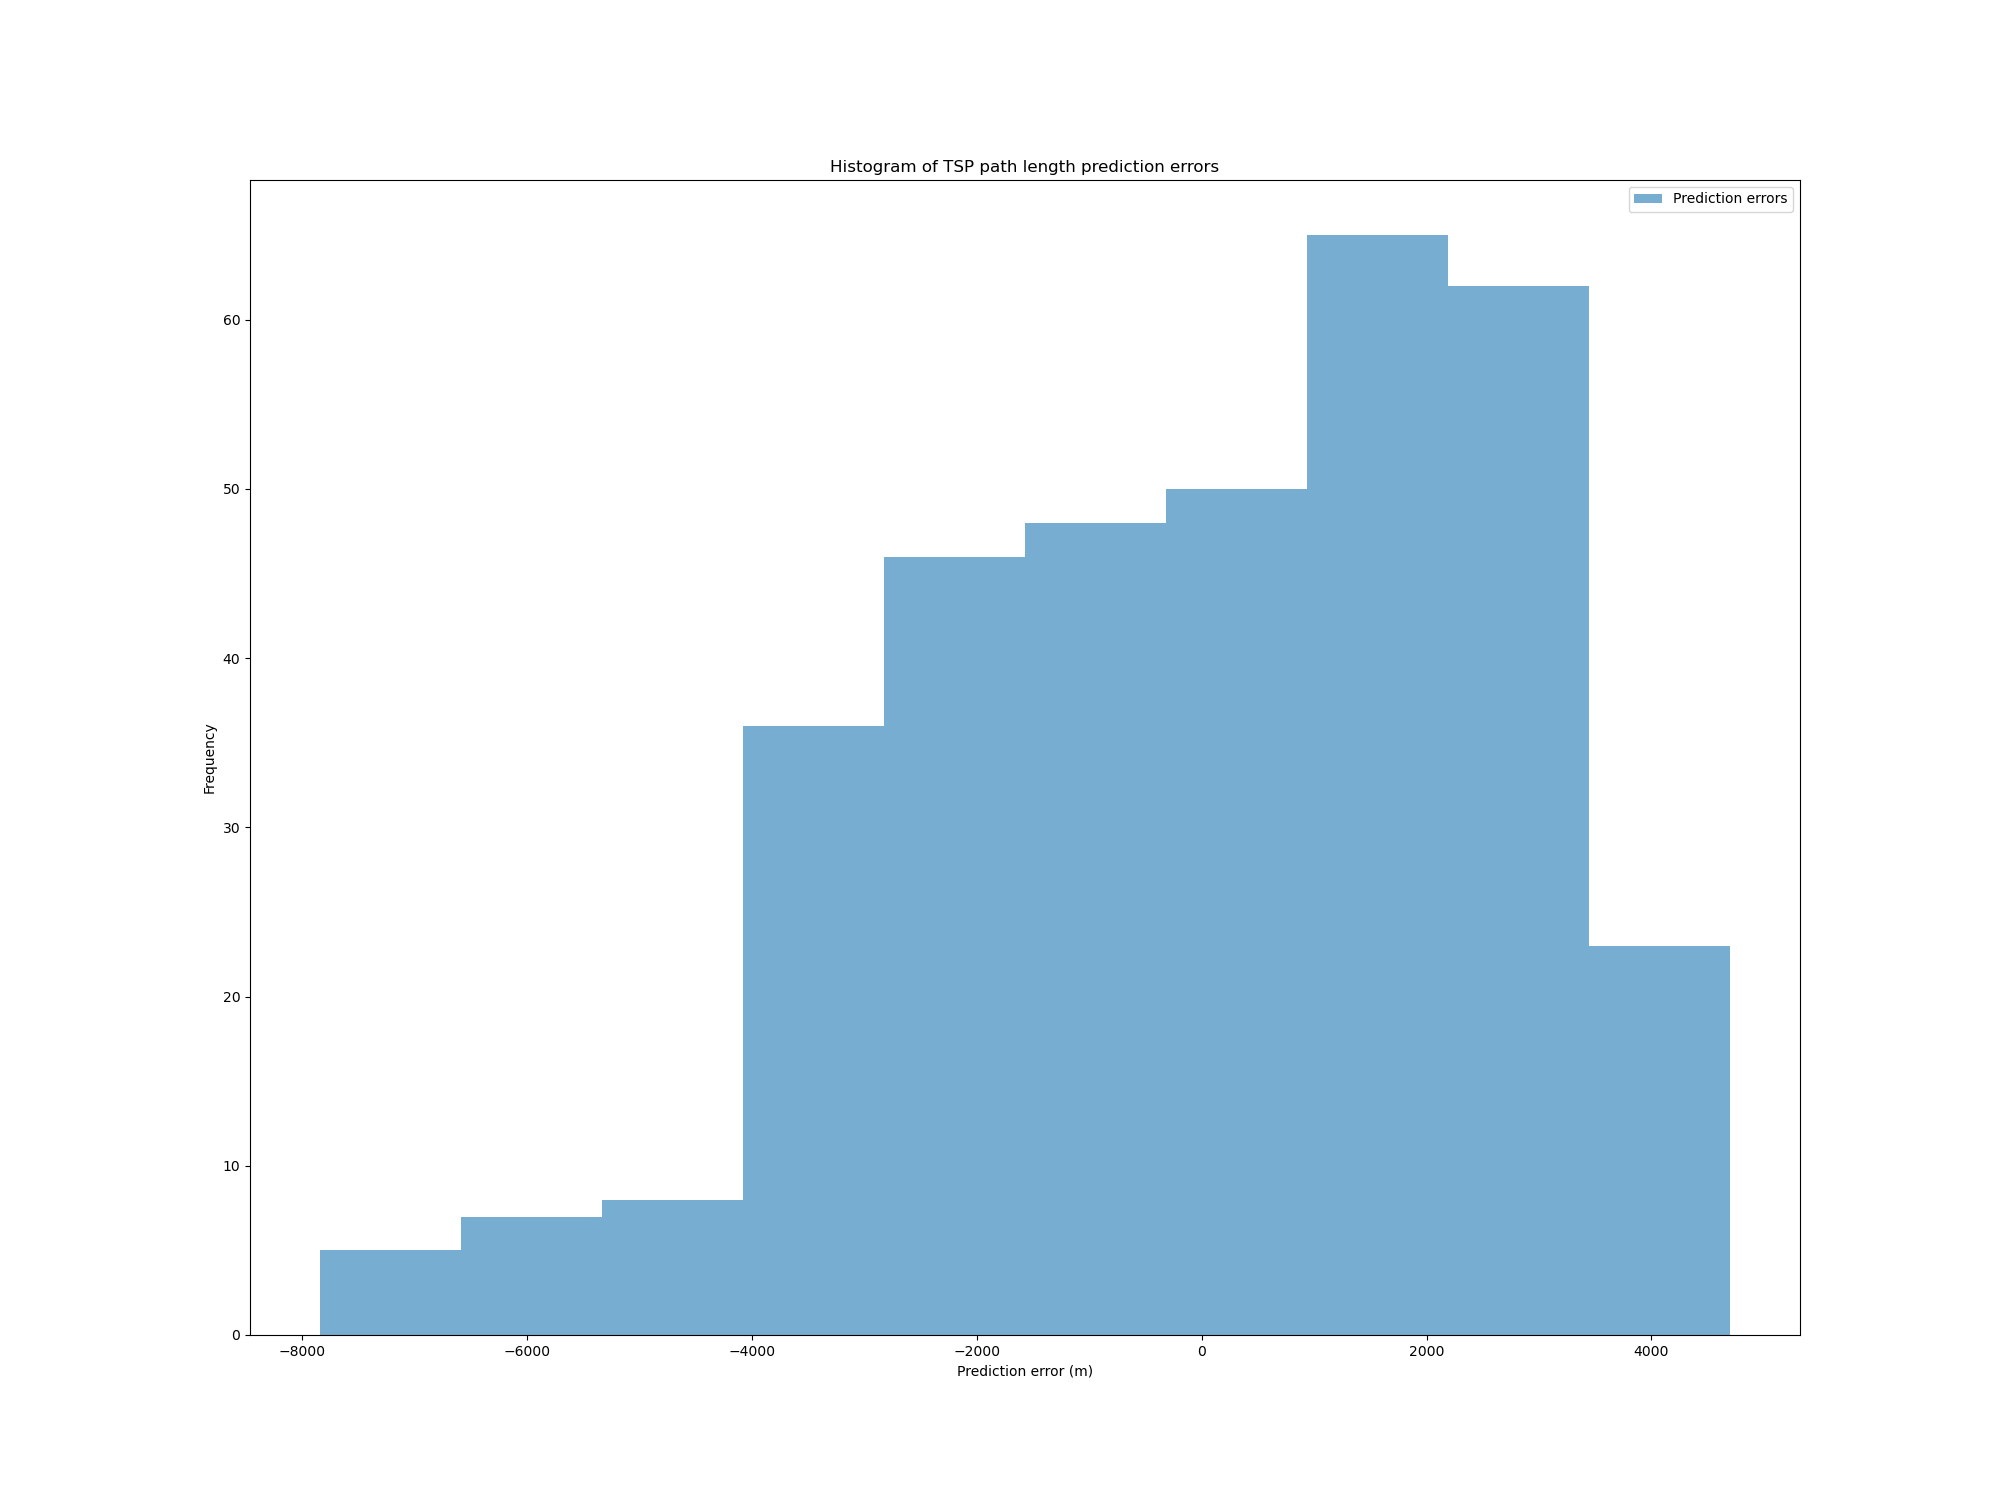 Histogram of TSP path length prediction errors
Prediction errors
60
50
40
30
20
10
0
Frequency
−8000 −6000 −4000 −2000 0 2000 4000
Prediction error (m)